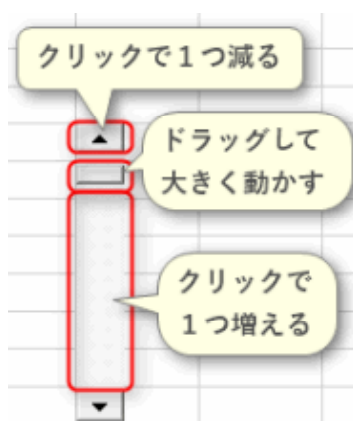 クリックで１つ減る
ドラッグして
大きく動かす
クリックで
１つ増える